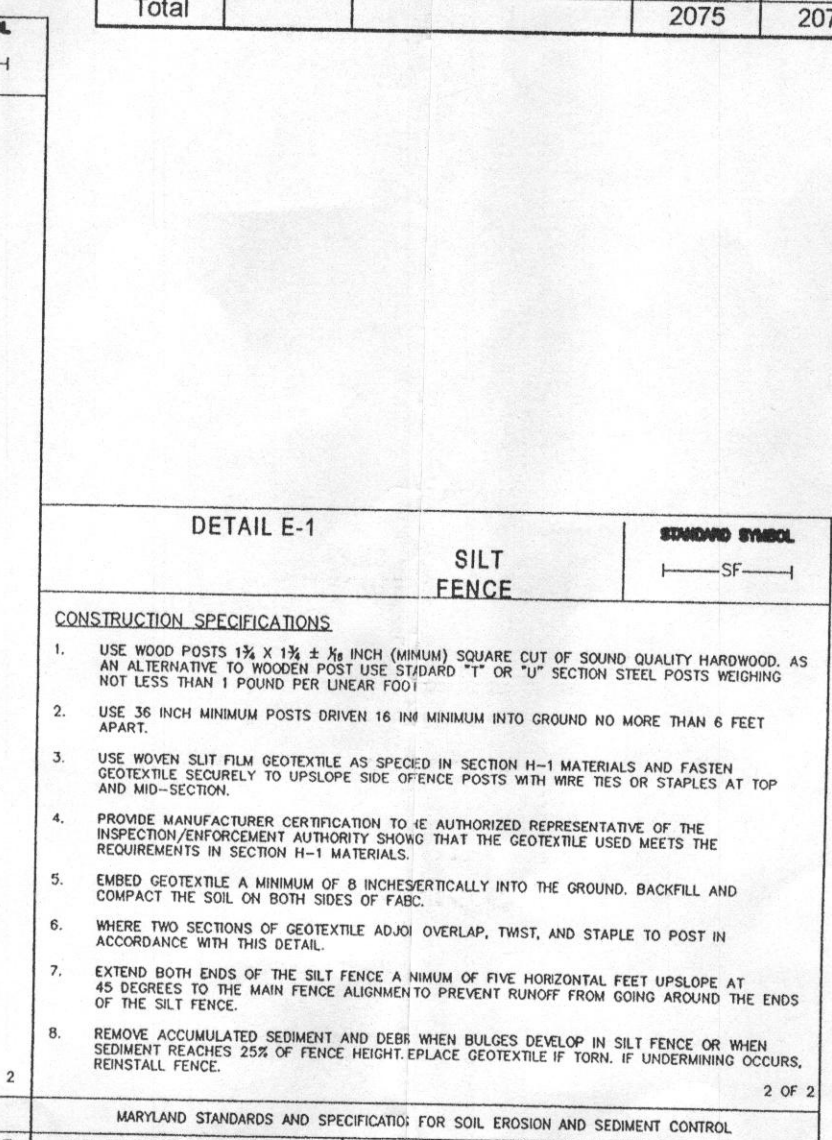 Total 2075 207
DETAIL E-1
SILT
FENCE
STANDARD SYMBOL
SF
CONSTRUCTION SPECIFICATIONS
1. USE WOOD POSTS 1¾ X 1¾ ± 1/16 INCH (MIMUM) SQUARE CUT OF SOUND QUALITY HARDWOOD. AS
AN ALTERNATIVE TO WOODEN POST USE STDARD "T" OR "U" SECTION STEEL POSTS WEIGHING
NOT LESS THAN 1 POUND PER LINEAR FOOT
2. USE 36 INCH MINIMUM POSTS DRIVEN 16 IN MINIMUM INTO GROUND NO MORE THAN 6 FEET
APART.
3. USE WOVEN SLIT FILM GEOTEXTILE AS SPECIED IN SECTION H-1 MATERIALS AND FASTEN
GEOTEXTILE SECURELY TO UPSLOPE SIDE OFENCE POSTS WITH WIRE TIES OR STAPLES AT TOP
AND MID-SECTION.
4. PROVIDE MANUFACTURER CERTIFICATION TO IE AUTHORIZED REPRESENTATIVE OF THE
INSPECTION/ENFORCEMENT AUTHORITY SHOWG THAT THE GEOTEXTILE USED MEETS THE
REQUIREMENTS IN SECTION H-1 MATERIALS.
5. EMBED GEOTEXTILE A MINIMUM OF 8 INCHESVERTICALLY INTO THE GROUND. BACKFILL AND
COMPACT THE SOIL ON BOTH SIDES OF FABC.
6. WHERE TWO SECTIONS OF GEOTEXTILE ADJOI OVERLAP, TWIST, AND STAPLE TO POST IN
ACCORDANCE WITH THIS DETAIL.
7. EXTEND BOTH ENDS OF THE SILT FENCE A NIMUM OF FIVE HORIZONTAL FEET UPSLOPE AT
45 DEGREES TO THE MAIN FENCE ALIGNMENTO PREVENT RUNOFF FROM GOING AROUND THE ENDS
OF THE SILT FENCE.
8. REMOVE ACCUMULATED SEDIMENT AND DEBR WHEN BULGES DEVELOP IN SILT FENCE OR WHEN
SEDIMENT REACHES 25% OF FENCE HEIGHT. EPLACE GEOTEXTILE IF TORN. IF UNDERMINING OCCURS,
REINSTALL FENCE.
2
2 OF 2
MARYLAND STANDARDS AND SPECIFICATIO FOR SOIL EROSION AND SEDIMENT CONTROL